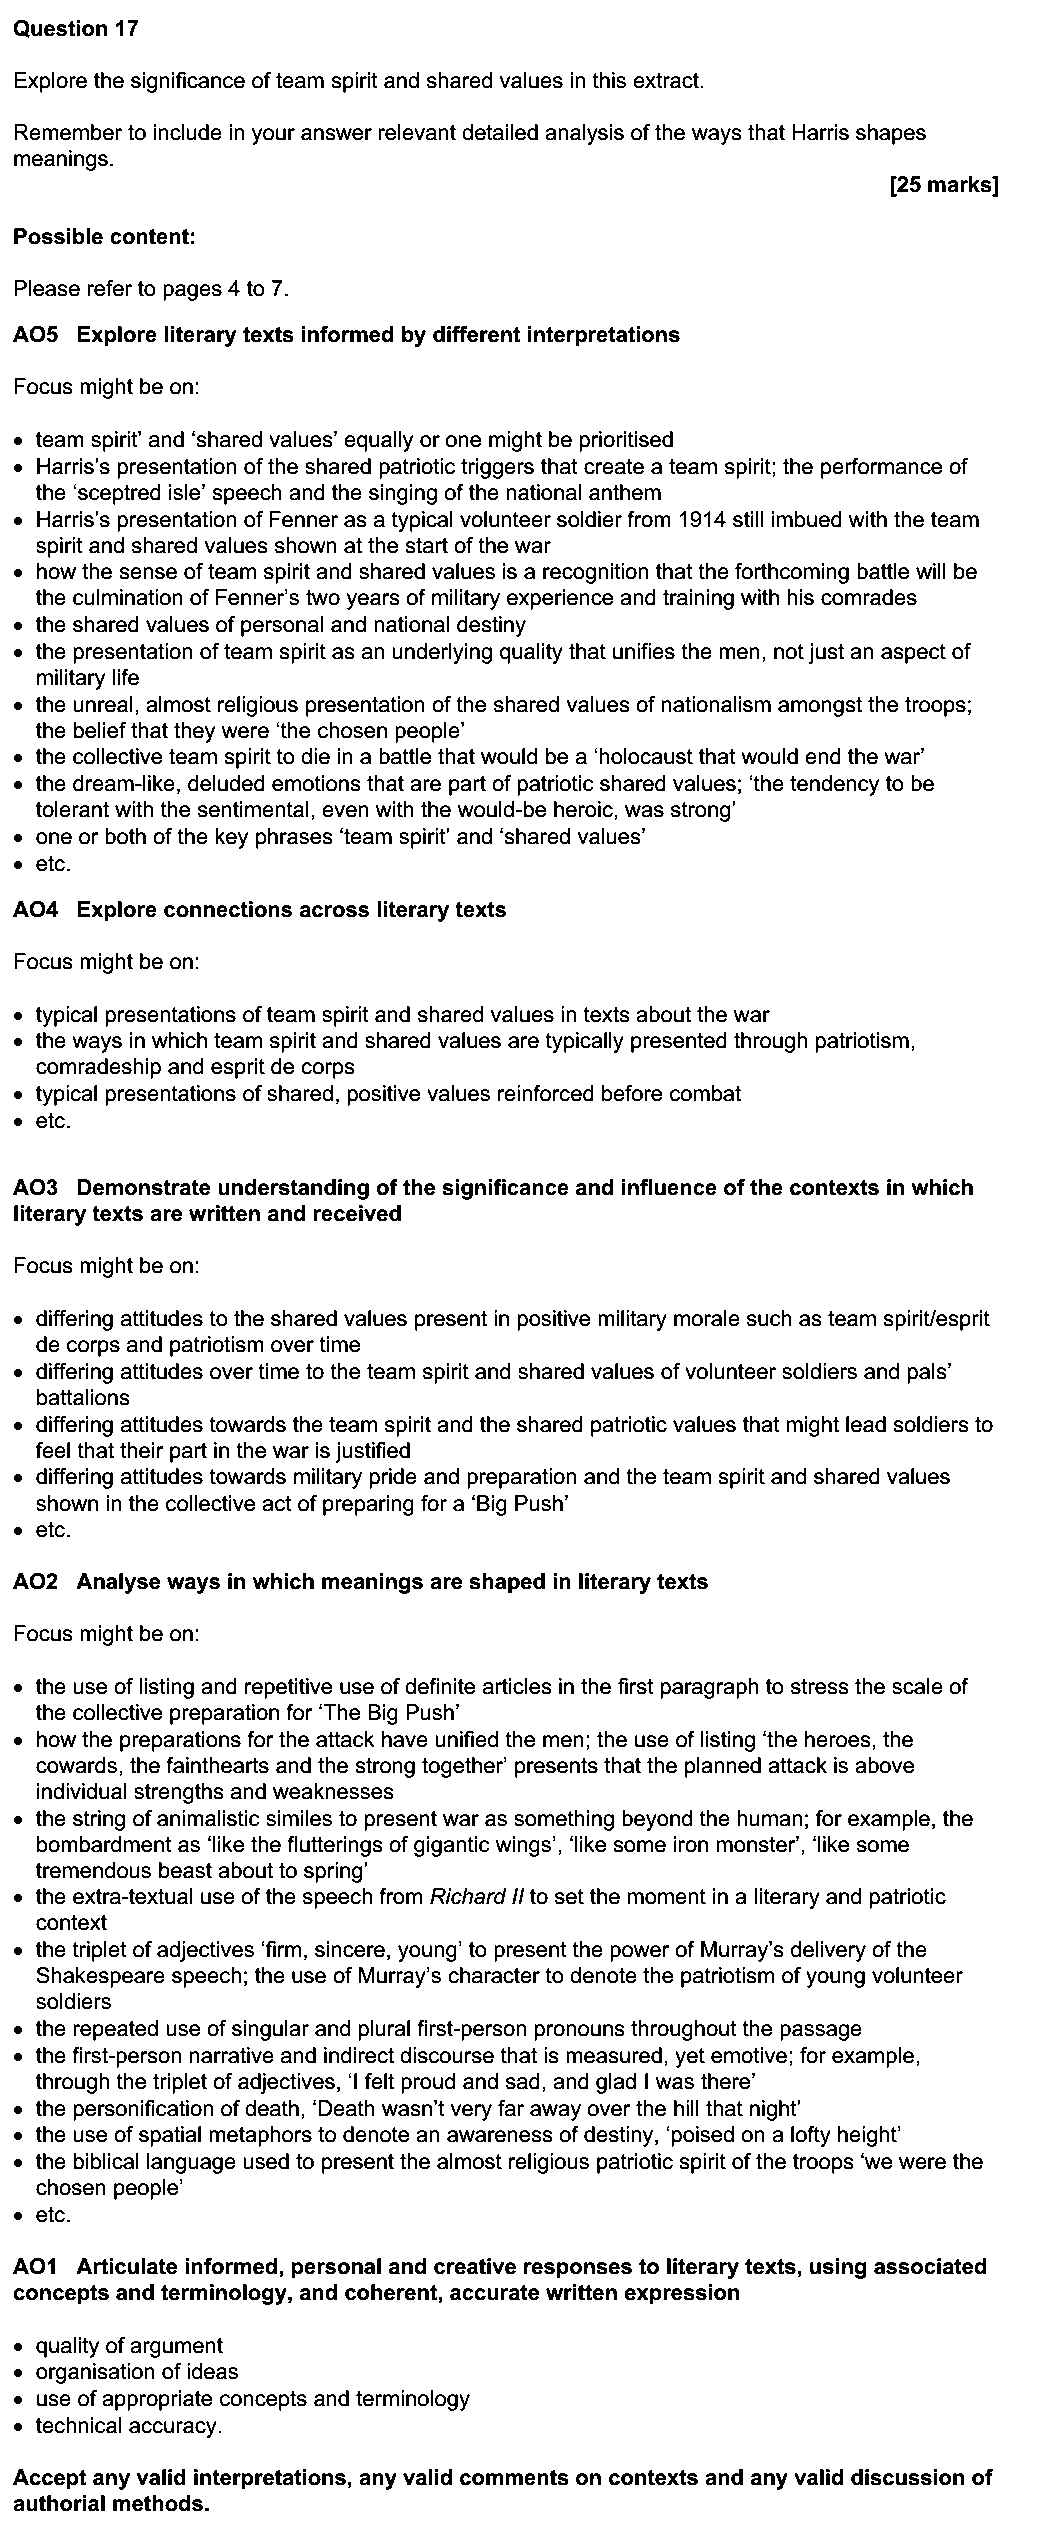 Question 17
Explore the significance of team spirit and shared values in this extract.
Remember to include in your answer relevant detailed analysis of the ways that Harris shapes
meanings.
[25 marks]
Possible content:
Please refer to pages 4 to 7.
AO5 Explore literary texts informed by different interpretations
Focus might be on:
• team spirit’ and ‘shared values’ equally or one might be prioritised
• Harris’s presentation of the shared patriotic triggers that create a team spirit; the performance of
the ‘sceptred isle’ speech and the singing of the national anthem
• Harris’s presentation of Fenner as a typical volunteer soldier from 1914 still imbued with the team
spirit and shared values shown at the start of the war
• how the sense of team spirit and shared values is a recognition that the forthcoming battle will be
the culmination of Fenner’s two years of military experience and training with his comrades
• the shared values of personal and national destiny
• the presentation of team spirit as an underlying quality that unifies the men, not just an aspect of
military life
• the unreal, almost religious presentation of the shared values of nationalism amongst the troops;
the belief that they were ‘the chosen people’
• the collective team spirit to die in a battle that would be a ‘holocaust that would end the war’
• the dream-like, deluded emotions that are part of patriotic shared values; ‘the tendency to be
tolerant with the sentimental, even with the would-be heroic, was strong’
• one or both of the key phrases ‘team spirit’ and ‘shared values’
• etc.
AO4 Explore connections across literary texts
Focus might be on:
• typical presentations of team spirit and shared values in texts about the war
• the ways in which team spirit and shared values are typically presented through patriotism,
comradeship and esprit de corps
• typical presentations of shared, positive values reinforced before combat
• etc.
AO3 Demonstrate understanding of the significance and influence of the contexts in which
literary texts are written and received
Focus might be on:
• differing attitudes to the shared values present in positive military morale such as team spirit/esprit
de corps and patriotism over time
• differing attitudes over time to the team spirit and shared values of volunteer soldiers and pals’
battalions
• differing attitudes towards the team spirit and the shared patriotic values that might lead soldiers to
feel that their part in the war is justified
• differing attitudes towards military pride and preparation and the team spirit and shared values
shown in the collective act of preparing for a ‘Big Push’
• etc.
AO2 Analyse ways in which meanings are shaped in literary texts
Focus might be on:
• the use of listing and repetitive use of definite articles in the first paragraph to stress the scale of
the collective preparation for ‘The Big Push’
• how the preparations for the attack have unified the men; the use of listing ‘the heroes, the
cowards, the fainthearts and the strong together’ presents that the planned attack is above
individual strengths and weaknesses
• the string of animalistic similes to present war as something beyond the human; for example, the
bombardment as ‘like the flutterings of gigantic wings’, ‘like some iron monster’, ‘like some
tremendous beast about to spring’
• the extra-textual use of the speech from Richard II to set the moment in a literary and patriotic
context
• the triplet of adjectives ‘firm, sincere, young’ to present the power of Murray’s delivery of the
Shakespeare speech; the use of Murray’s character to denote the patriotism of young volunteer
soldiers
• the repeated use of singular and plural first-person pronouns throughout the passage
• the first-person narrative and indirect discourse that is measured, yet emotive; for example,
through the triplet of adjectives, ‘I felt proud and sad, and glad I was there’
• the personification of death, ‘Death wasn’t very far away over the hill that night’
• the use of spatial metaphors to denote an awareness of destiny, ‘poised on a lofty height’
• the biblical language used to present the almost religious patriotic spirit of the troops ‘we were the
chosen people’
• etc.
AO1 Articulate informed, personal and creative responses to literary texts, using associated
concepts and terminology, and coherent, accurate written expression
• quality of argument
• organisation of ideas
• use of appropriate concepts and terminology
• technical accuracy.
Accept any valid interpretations, any valid comments on contexts and any valid discussion of
authorial methods.